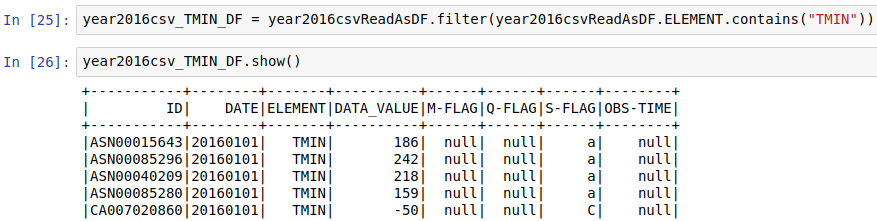 In [25]: year2016csv_TMIN_DF = year2016csvReadAsDF.filter(year2016csvReadAsDF.ELEMENT.contains("TMIN"))
In [26]: year2016csv_TMIN_DF.show()
+-----------+--------+-------+----------+------+------+------+--------+
|         ID|    DATE|ELEMENT|DATA_VALUE|M-FLAG|Q-FLAG|S-FLAG|OBS-TIME|
+-----------+--------+-------+----------+------+------+------+--------+
|ASN00015643|20160101|   TMIN|       186|  null|  null|     a|    null|
|ASN00085296|20160101|   TMIN|       242|  null|  null|     a|    null|
|ASN00040209|20160101|   TMIN|       218|  null|  null|     a|    null|
|ASN00085280|20160101|   TMIN|       159|  null|  null|     a|    null|
|CA007020860|20160101|   TMIN|       -50|  null|  null|     C|    null|